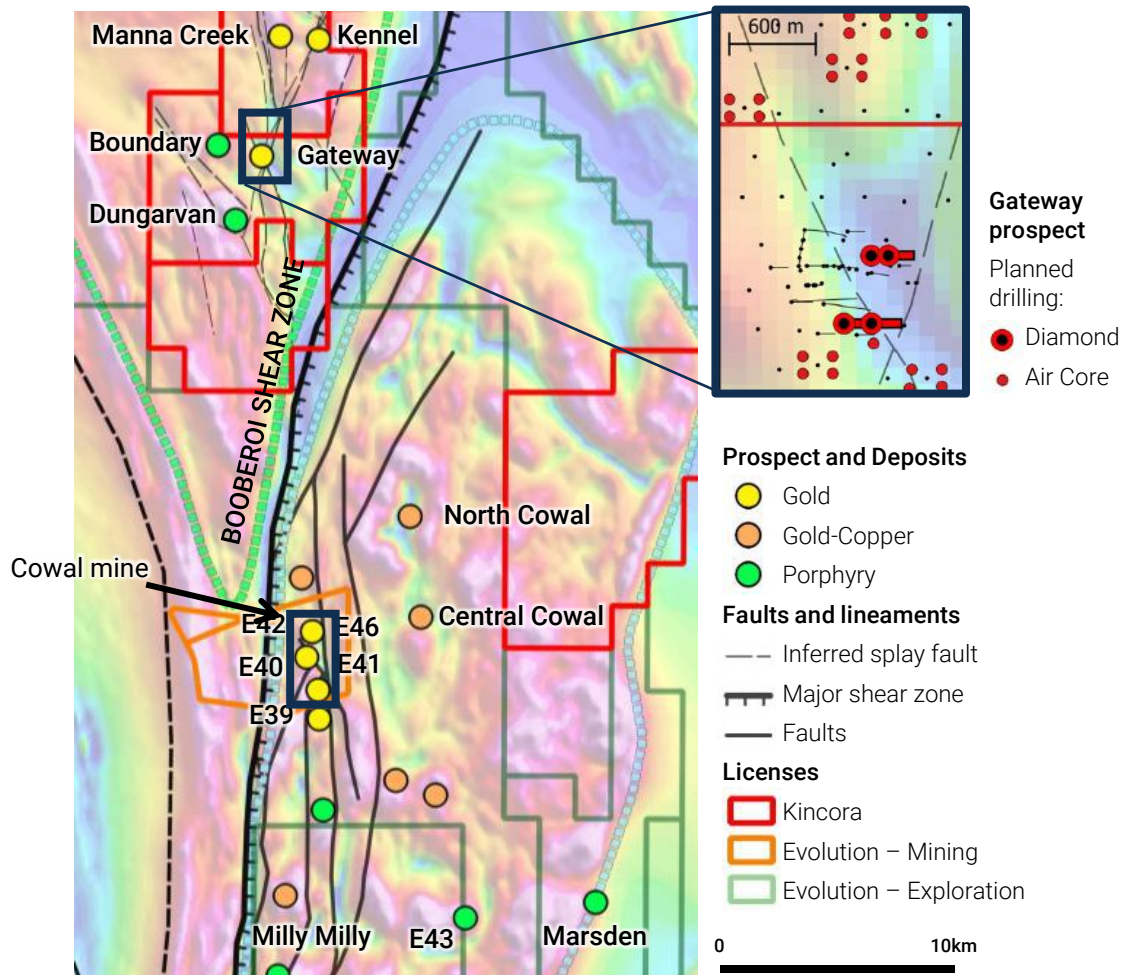 Manna Creek
Kennel
Boundary
Gateway
Dungarvan
BOOBEROI SHEAR ZONE
North Cowal
Cowal mine
Central Cowal
E42
E46
E40
E41
E39
Milly Milly
E43
Marsden
600 m
Gateway
prospect
Planned
drilling:
Diamond
Air Core
Prospect and Deposits
Gold
Gold-Copper
Porphyry
Faults and lineaments
Inferred splay fault
Major shear zone
Faults
Licenses
Kincora
Evolution – Mining
Evolution – Exploration
0
10km